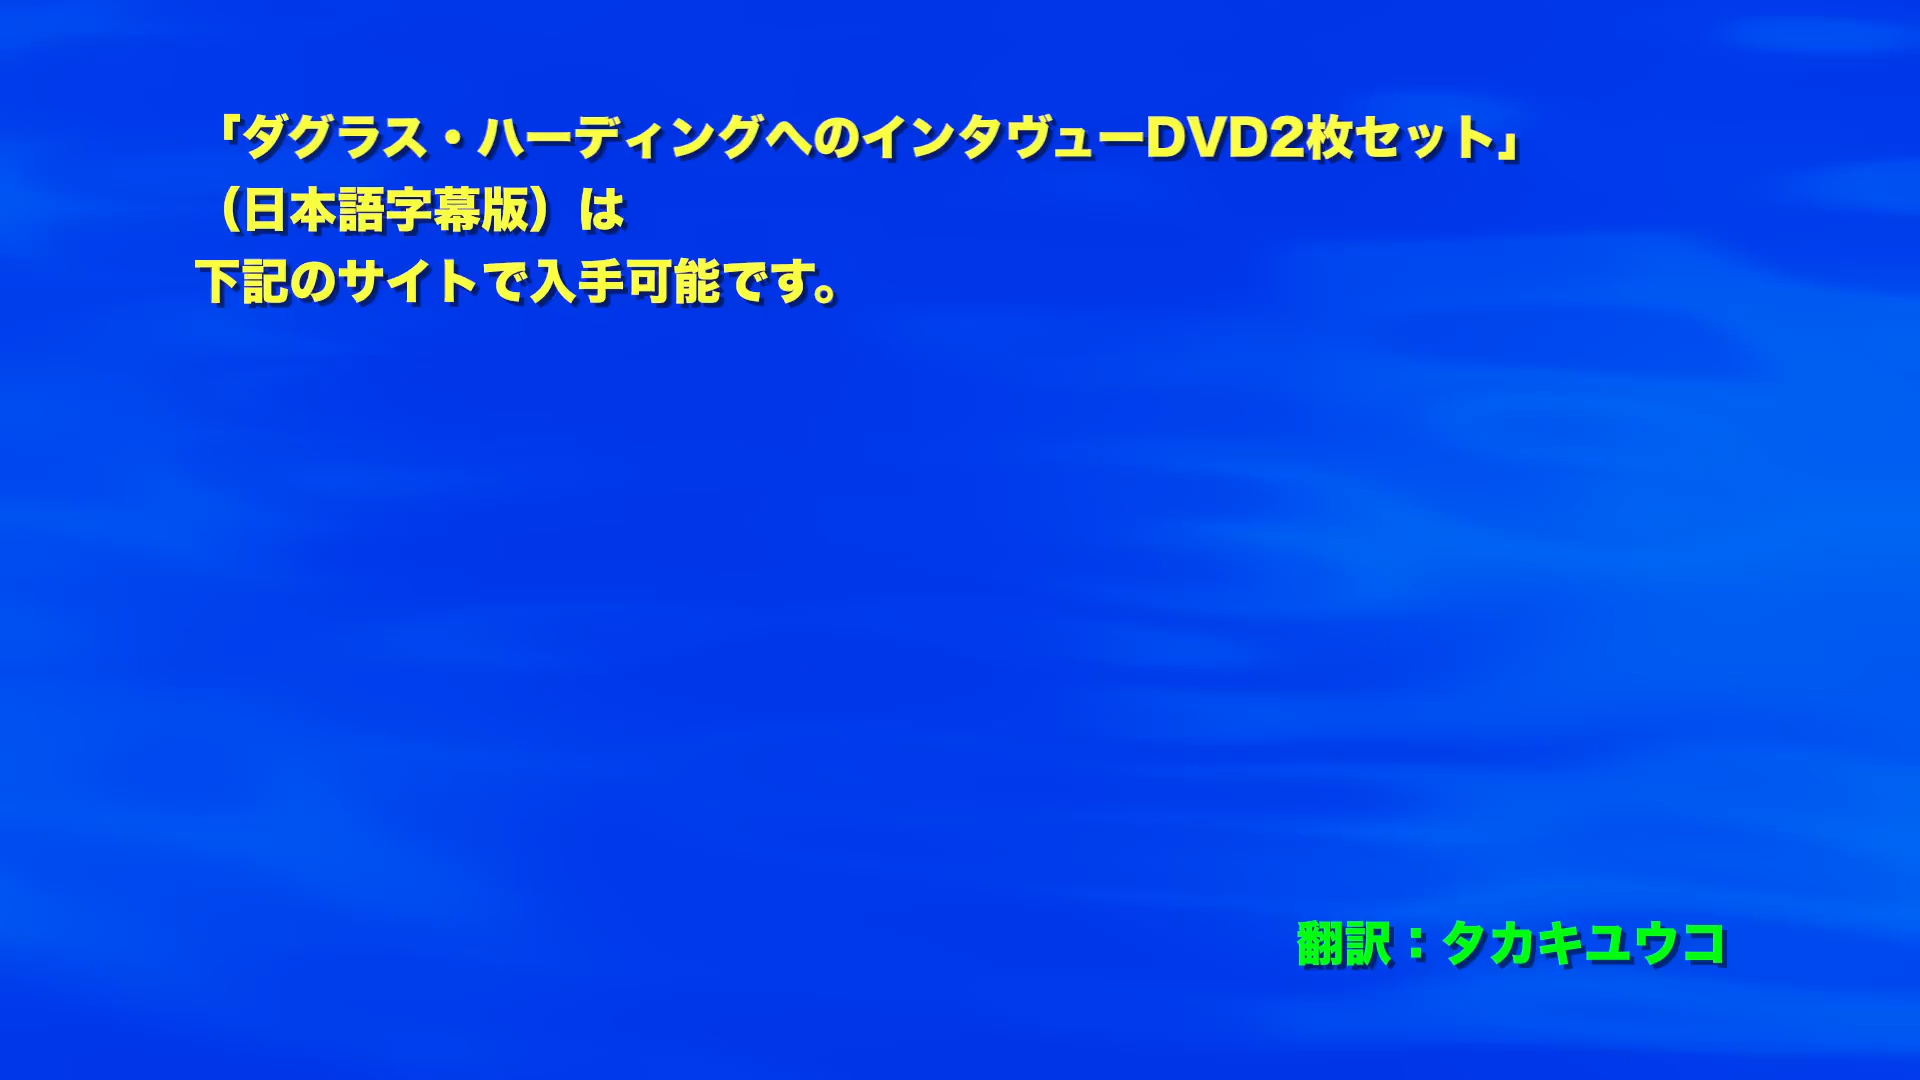 「ダグラス・ハーディングへのインタヴューDVD2枚セット」
（日本語字幕版）は
下記のサイトで入手可能です。
翻訳：タカキユウコ